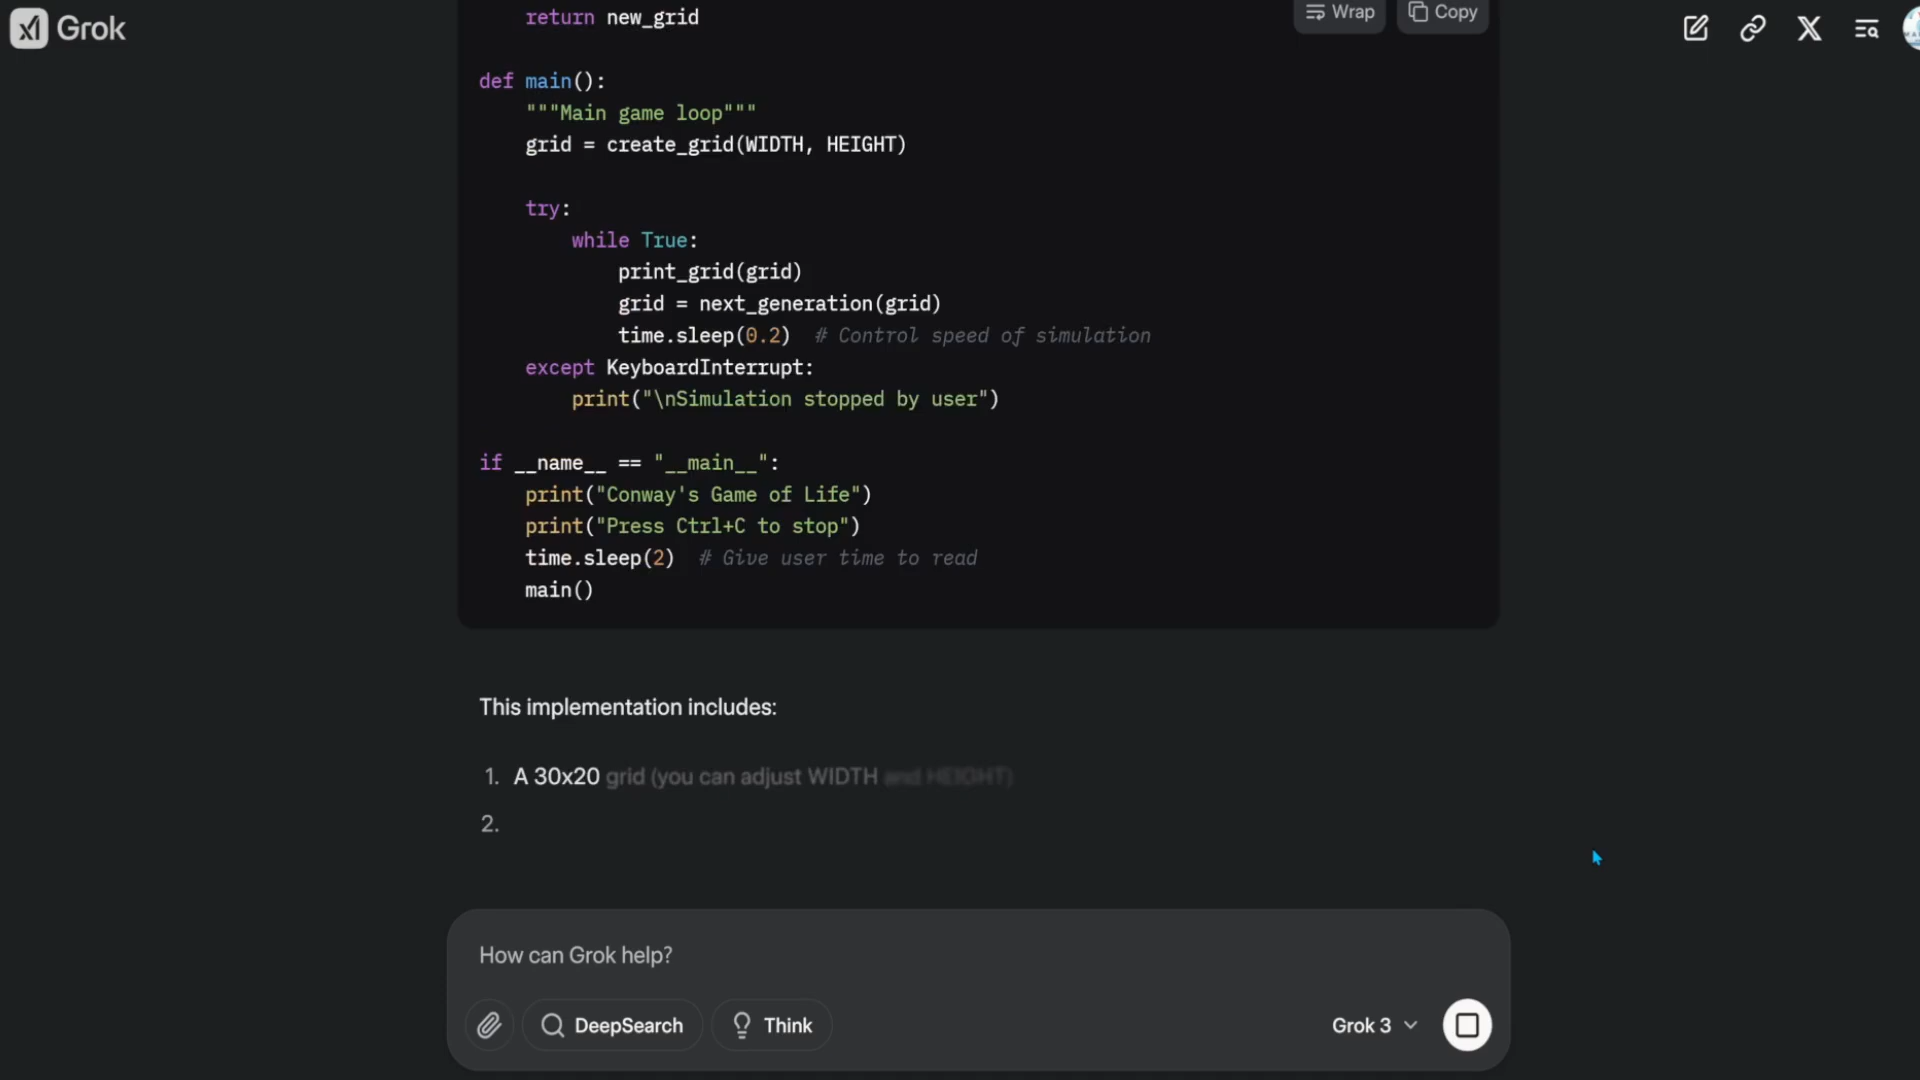 Grok
return new_grid
Wrap
Copy
def main():
"""Main game loop"""
grid = create_grid(WIDTH, HEIGHT)
try:
while True:
print_grid(grid)
grid = next_generation(grid)
time.sleep(0.2)  # Control speed of simulation
except KeyboardInterrupt:
print("\nSimulation stopped by user")
if __name__ == "__main__":
print("Conway's Game of Life")
print("Press Ctrl+C to stop")
time.sleep(2)  # Give user time to read
main()
This implementation includes:
1. A 30x20 grid (you can adjust WIDTH and HEIGHT)
2.
How can Grok help?
DeepSearch
Think
Grok 3